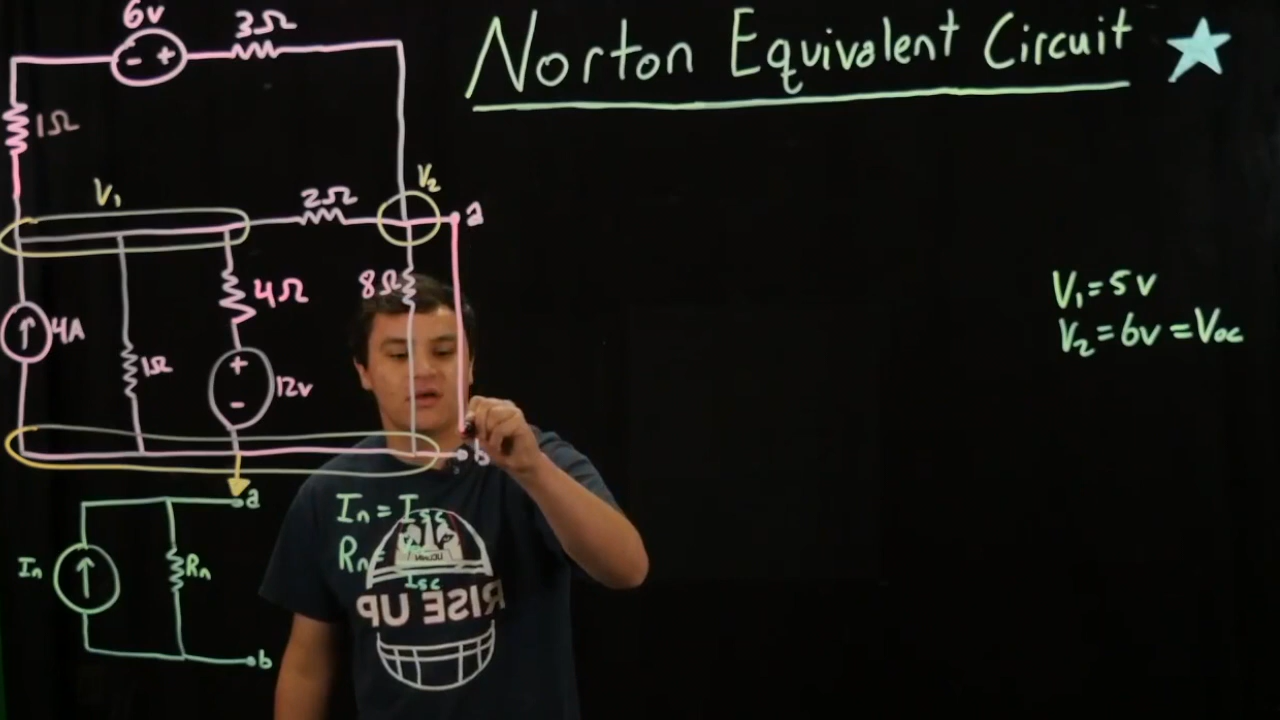 Norton Equivalent Circuit
6v
- +
3Ω
1Ω
V₁
2Ω
V₂
a
4Ω
8Ω
4A
1Ω
+
-
12v
b
V₁ = 5v
V₂ = 6v = Voc
a
In
Rn
b
In = Isc
Rn =
Isc
RISE UP